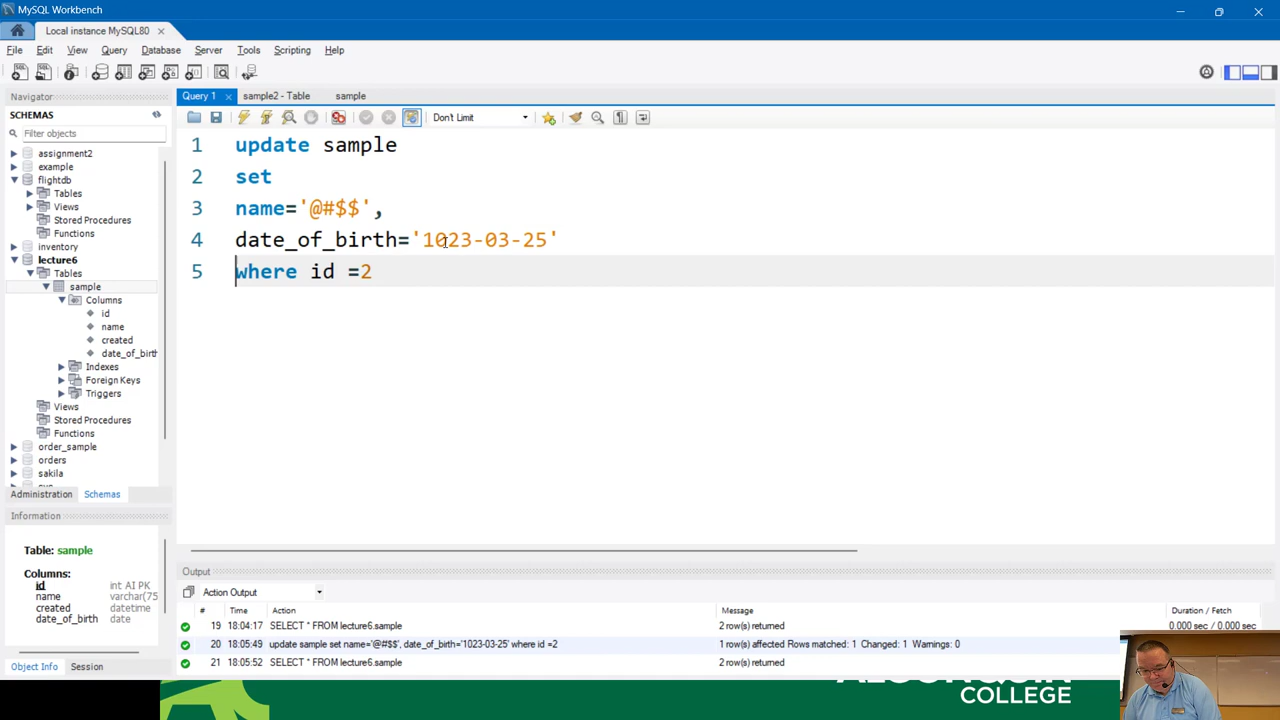 MySQL Workbench
Local instance MySQL80
File Edit View Query Database Server Tools Scripting Help
Navigator
SCHEMAS
Filter objects
assignment2
example
flightdb
Tables
Views
Stored Procedures
Functions
inventory
lecture6
Tables
sample
Columns
id
name
created
date_of_birth
Indexes
Foreign Keys
Triggers
Views
Stored Procedures
Functions
order_sample
orders
sakila
Administration Schemas
Information
Table: sample
Columns:
id int AI PK
name varchar(75
created datetime
date_of_birth date
Object Info Session
Query 1 sample2 - Table sample
Don't Limit
1 update sample
2 set
3 name='@#$$',
4 date_of_birth='1023-03-25'
5 where id =2
Output
Action Output
# Time Action Message Duration / Fetch
19 18:04:17 SELECT * FROM lecture6.sample 2 row(s) returned 0.000 sec / 0.000 sec
20 18:05:49 update sample set name='@#$$', date_of_birth='1023-03-25' where id =2 1 row(s) affected Rows matched: 1 Changed: 1 Warnings: 0
21 18:05:52 SELECT * FROM lecture6.sample 2 row(s) returned
COLLEGE